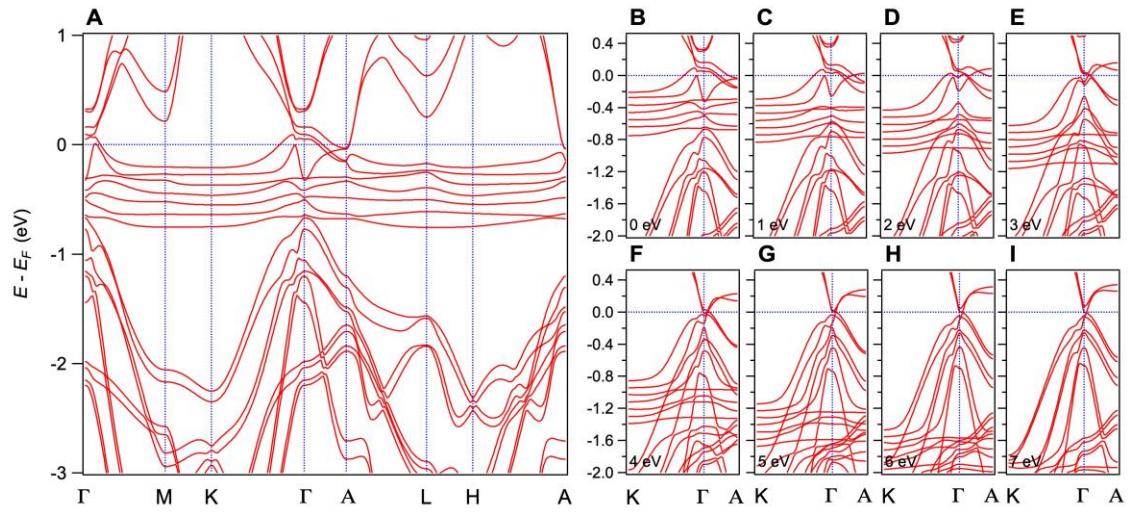 A
B
C
D
E
1
0
-1
-2
-3
E - E_F (eV)
Γ
M
K
Γ
A
L
H
A
0.4
0.0
-0.4
-0.8
-1.2
-1.6
-2.0
0 eV
1 eV
2 eV
3 eV
F
G
H
I
0.4
0.0
-0.4
-0.8
-1.2
-1.6
-2.0
4 eV
5 eV
6 eV
7 eV
K
Γ
A
K
Γ
A
K
Γ
A
K
Γ
A